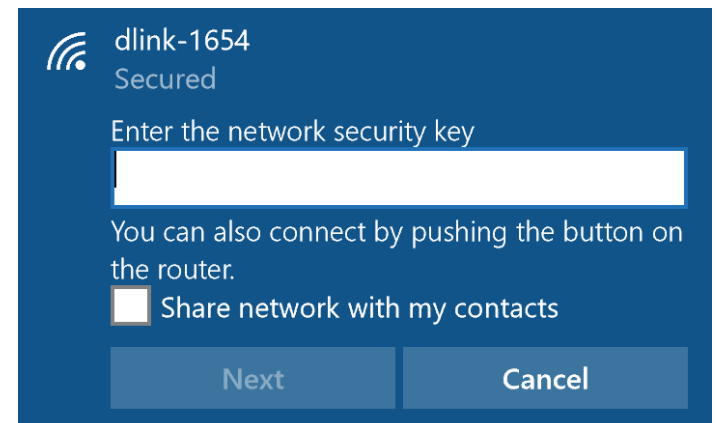 dlink-1654
Secured
Enter the network security key
You can also connect by pushing the button on
the router.
Share network with my contacts
Next
Cancel